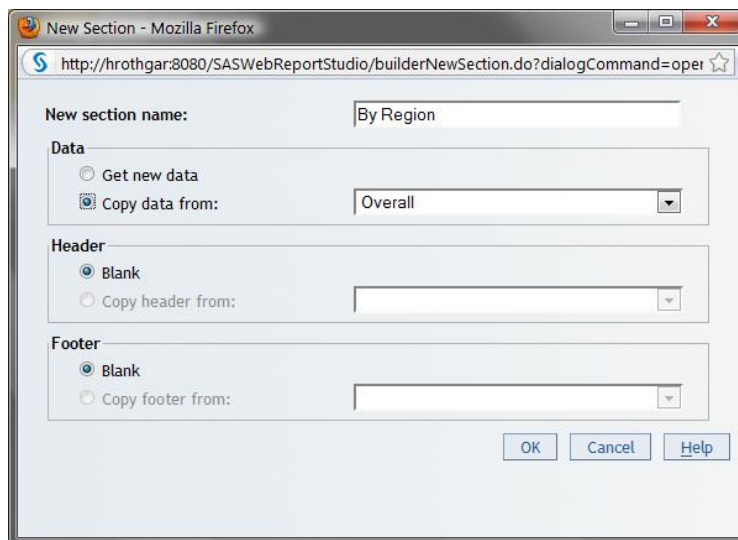 New Section - Mozilla Firefox
http://hrothgar:8080/SASWebReportStudio/builderNewSection.do?dialogCommand=oper
New section name: By Region
Data
Get new data
Copy data from: Overall
Header
Blank
Copy header from:
Footer
Blank
Copy footer from:
OK Cancel Help